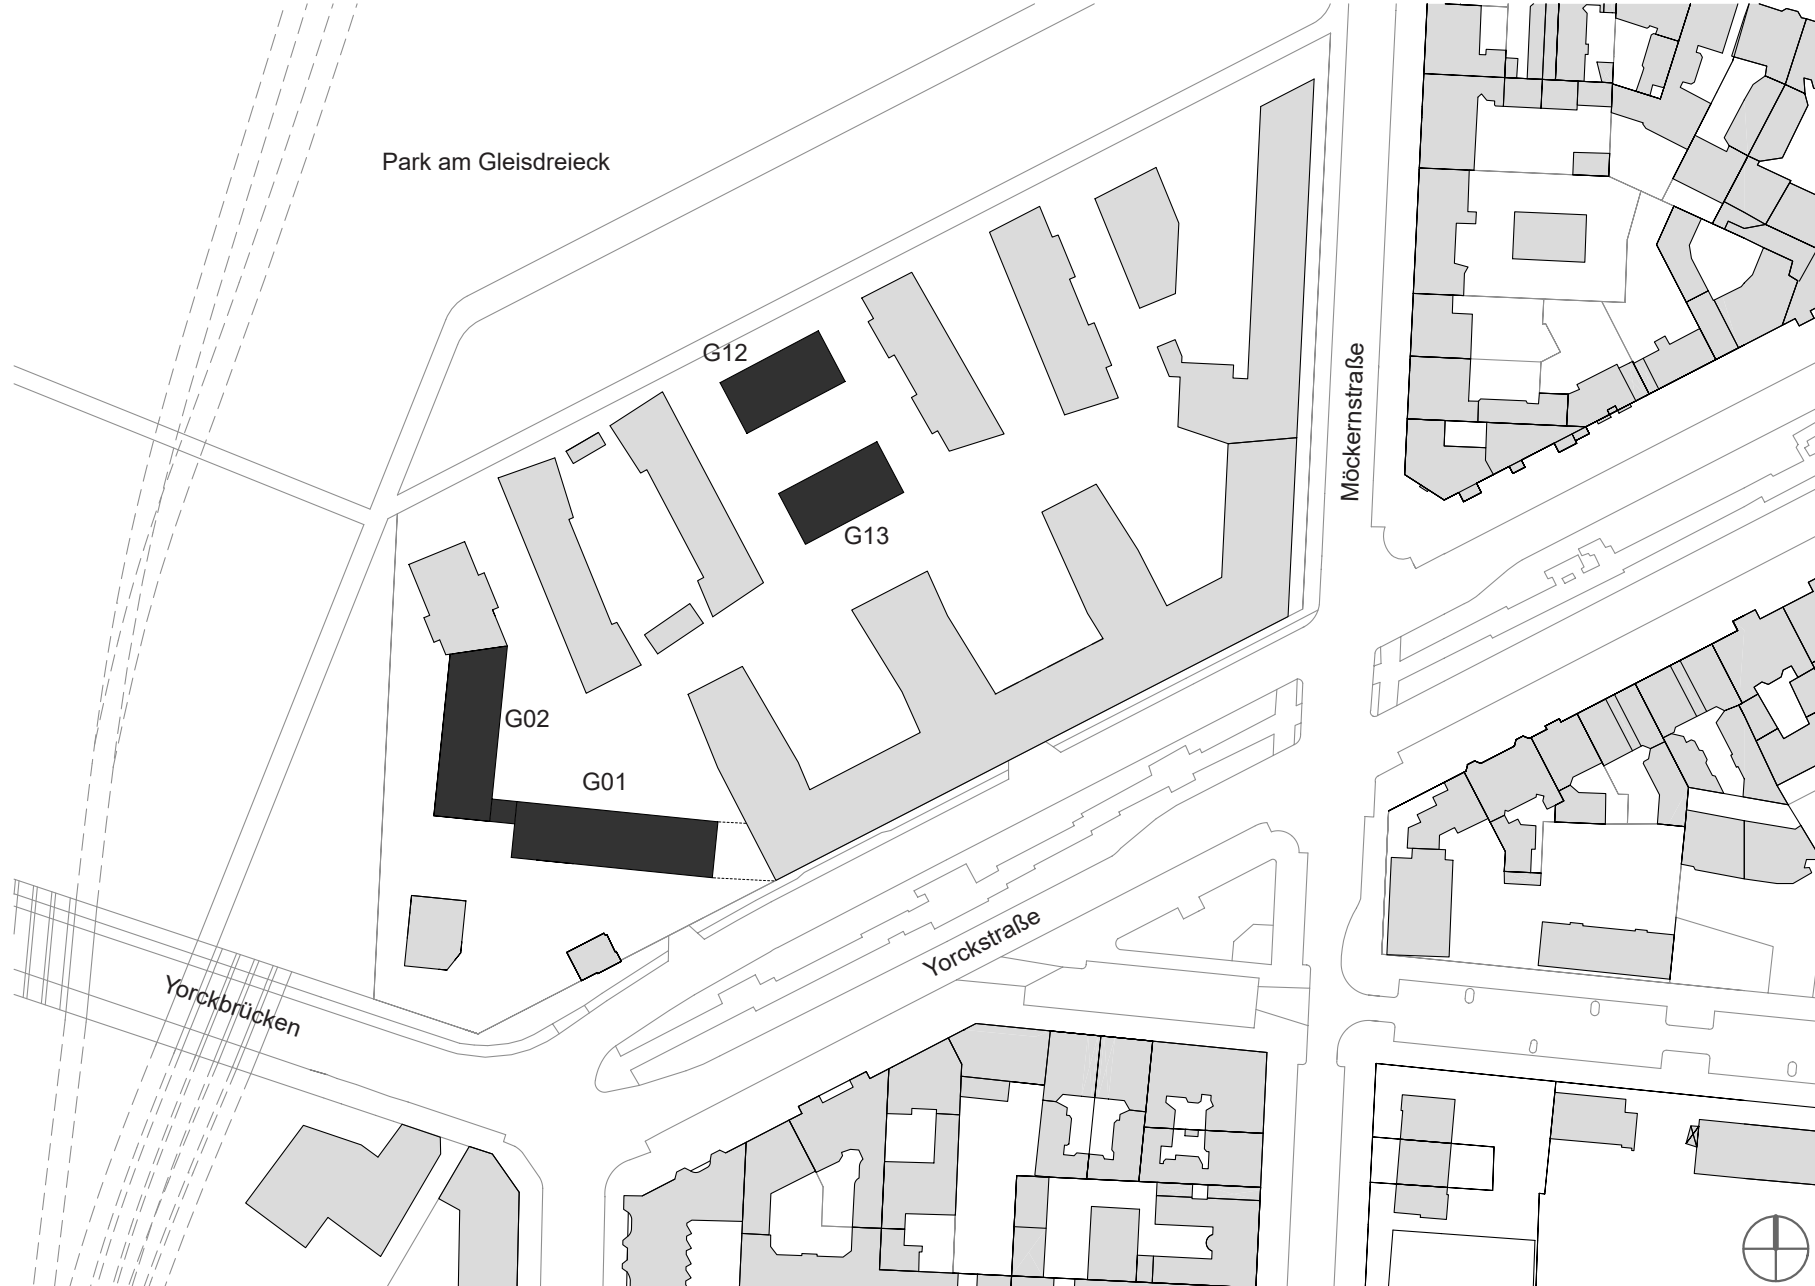 Park am Gleisdreieck
G12
Möckernstraße
G13
G02
G01
Yorckstraße
Yorckbrücken